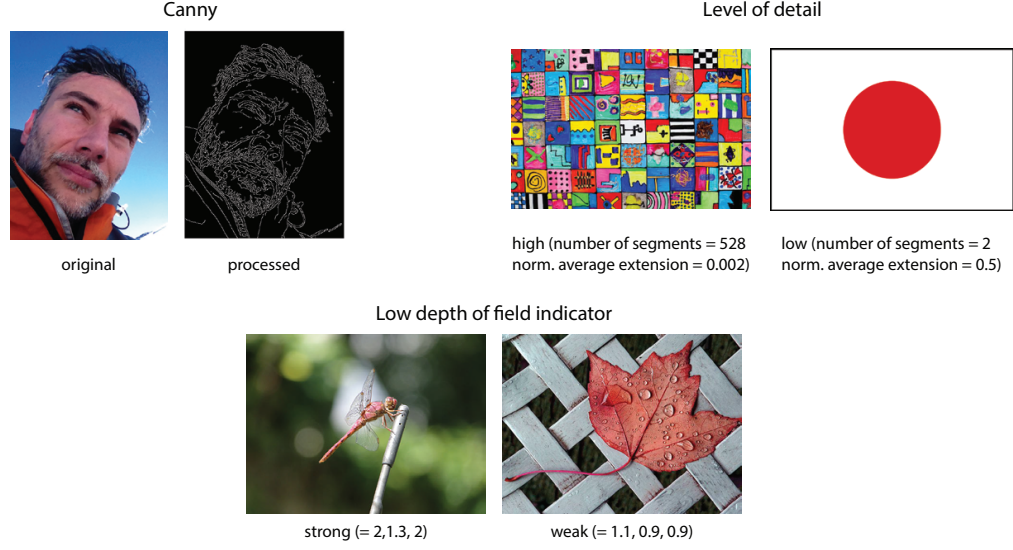 Canny
Level of detail
original
processed
high (number of segments = 528
norm. average extension = 0.002)
low (number of segments = 2
norm. average extension = 0.5)
Low depth of field indicator
strong (= 2,1.3, 2)
weak (= 1.1, 0.9, 0.9)